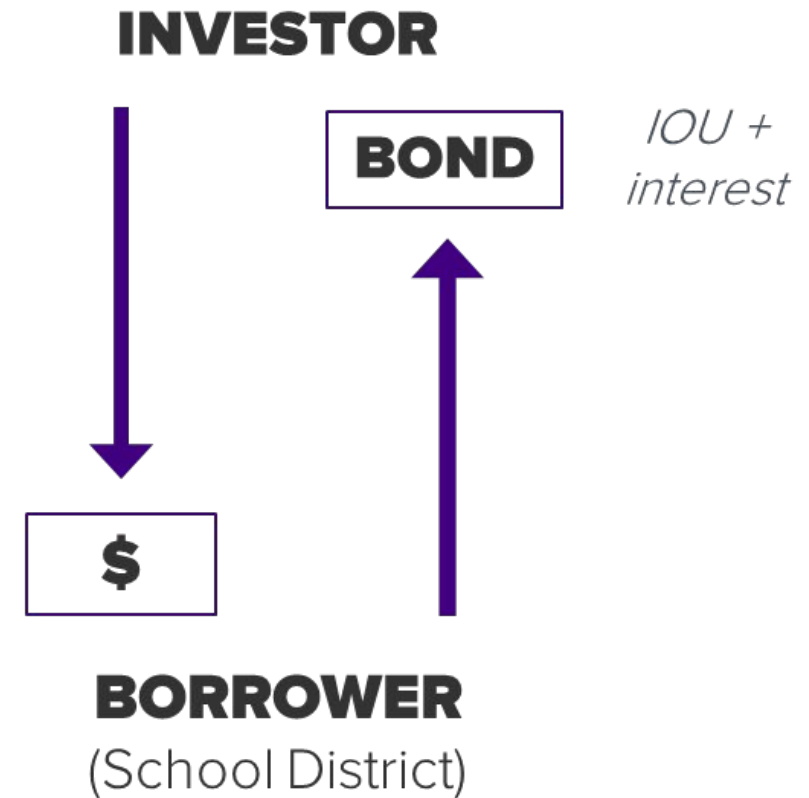 INVESTOR
BOND
IOU +
interest
$
BORROWER
(School District)